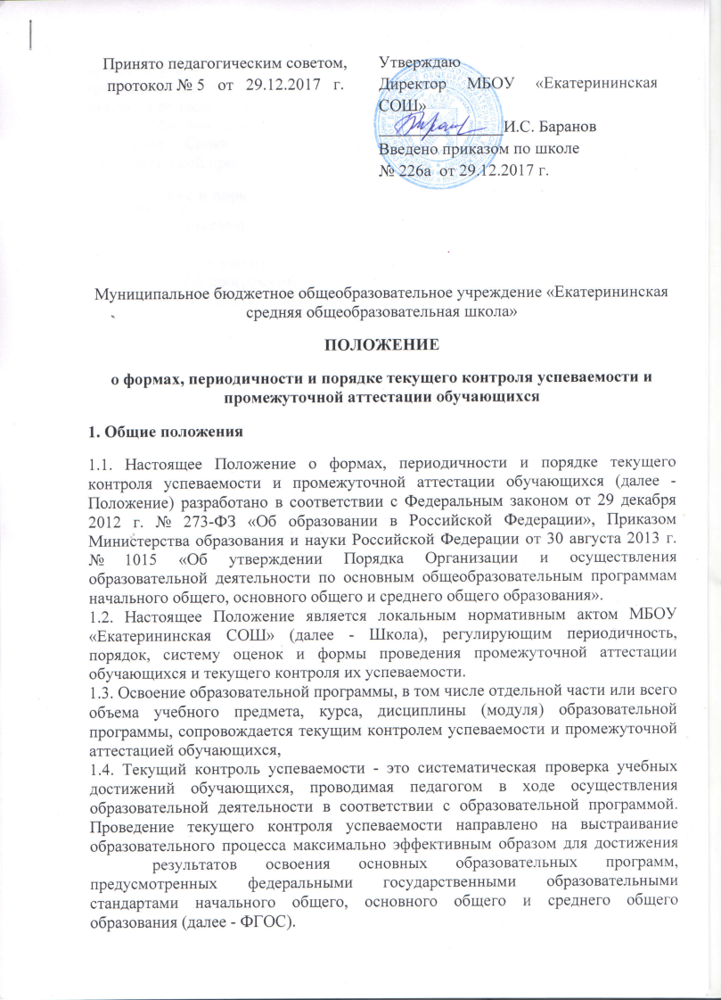 Принято педагогическим советом,
протокол № 5 от 29.12.2017 г.
Утверждаю
Директор МБОУ «Екатерининская
СОШ»
И.С. Баранов
Введено приказом по школе
№ 226а от 29.12.2017 г.
Муниципальное бюджетное общеобразовательное учреждение «Екатерининская
средняя общеобразовательная школа»
ПОЛОЖЕНИЕ
о формах, периодичности и порядке текущего контроля успеваемости и
промежуточной аттестации обучающихся
1. Общие положения
1.1. Настоящее Положение о формах, периодичности и порядке текущего
контроля успеваемости и промежуточной аттестации обучающихся (далее -
Положение) разработано в соответствии с Федеральным законом от 29 декабря
2012 г. № 273-ФЗ «Об образовании в Российской Федерации», Приказом
Министерства образования и науки Российской Федерации от 30 августа 2013 г.
№ 1015 «Об утверждении Порядка Организации и осуществления
образовательной деятельности по основным общеобразовательным программам
начального общего, основного общего и среднего общего образования».
1.2. Настоящее Положение является локальным нормативным актом МБОУ
«Екатерининская СОШ» (далее - Школа), регулирующим периодичность,
порядок, систему оценок и формы проведения промежуточной аттестации
обучающихся и текущего контроля их успеваемости.
1.3. Освоение образовательной программы, в том числе отдельной части или всего
объема учебного предмета, курса, дисциплины (модуля) образовательной
программы, сопровождается текущим контролем успеваемости и промежуточной
аттестацией обучающихся,
1.4. Текущий контроль успеваемости - это систематическая проверка учебных
достижений обучающихся, проводимая педагогом в ходе осуществления
образовательной деятельности в соответствии с образовательной программой.
Проведение текущего контроля успеваемости направлено на выстраивание
образовательного процесса максимально эффективным образом для достижения
результатов освоения основных образовательных программ,
предусмотренных федеральными государственными образовательными
стандартами начального общего, основного общего и среднего общего
образования (далее - ФГОС).